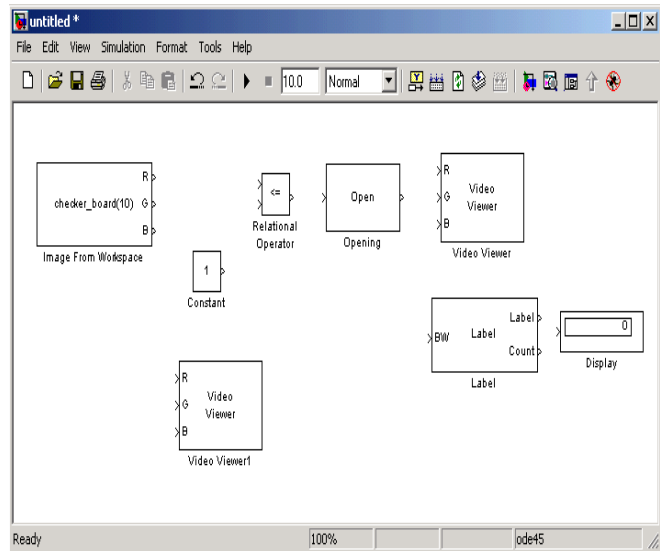 untitled *
File Edit View Simulation Format Tools Help
10.0 Normal
R
checker_board(10) G
B
Image From Workspace
<=
Relational
Operator
Open
Opening
R
G Video
Viewer
B
Video Viewer
1
Constant
Label
BW Label
Count
Label
0
Display
R
Video
G Viewer
B
Video Viewer1
Ready 100% ode45